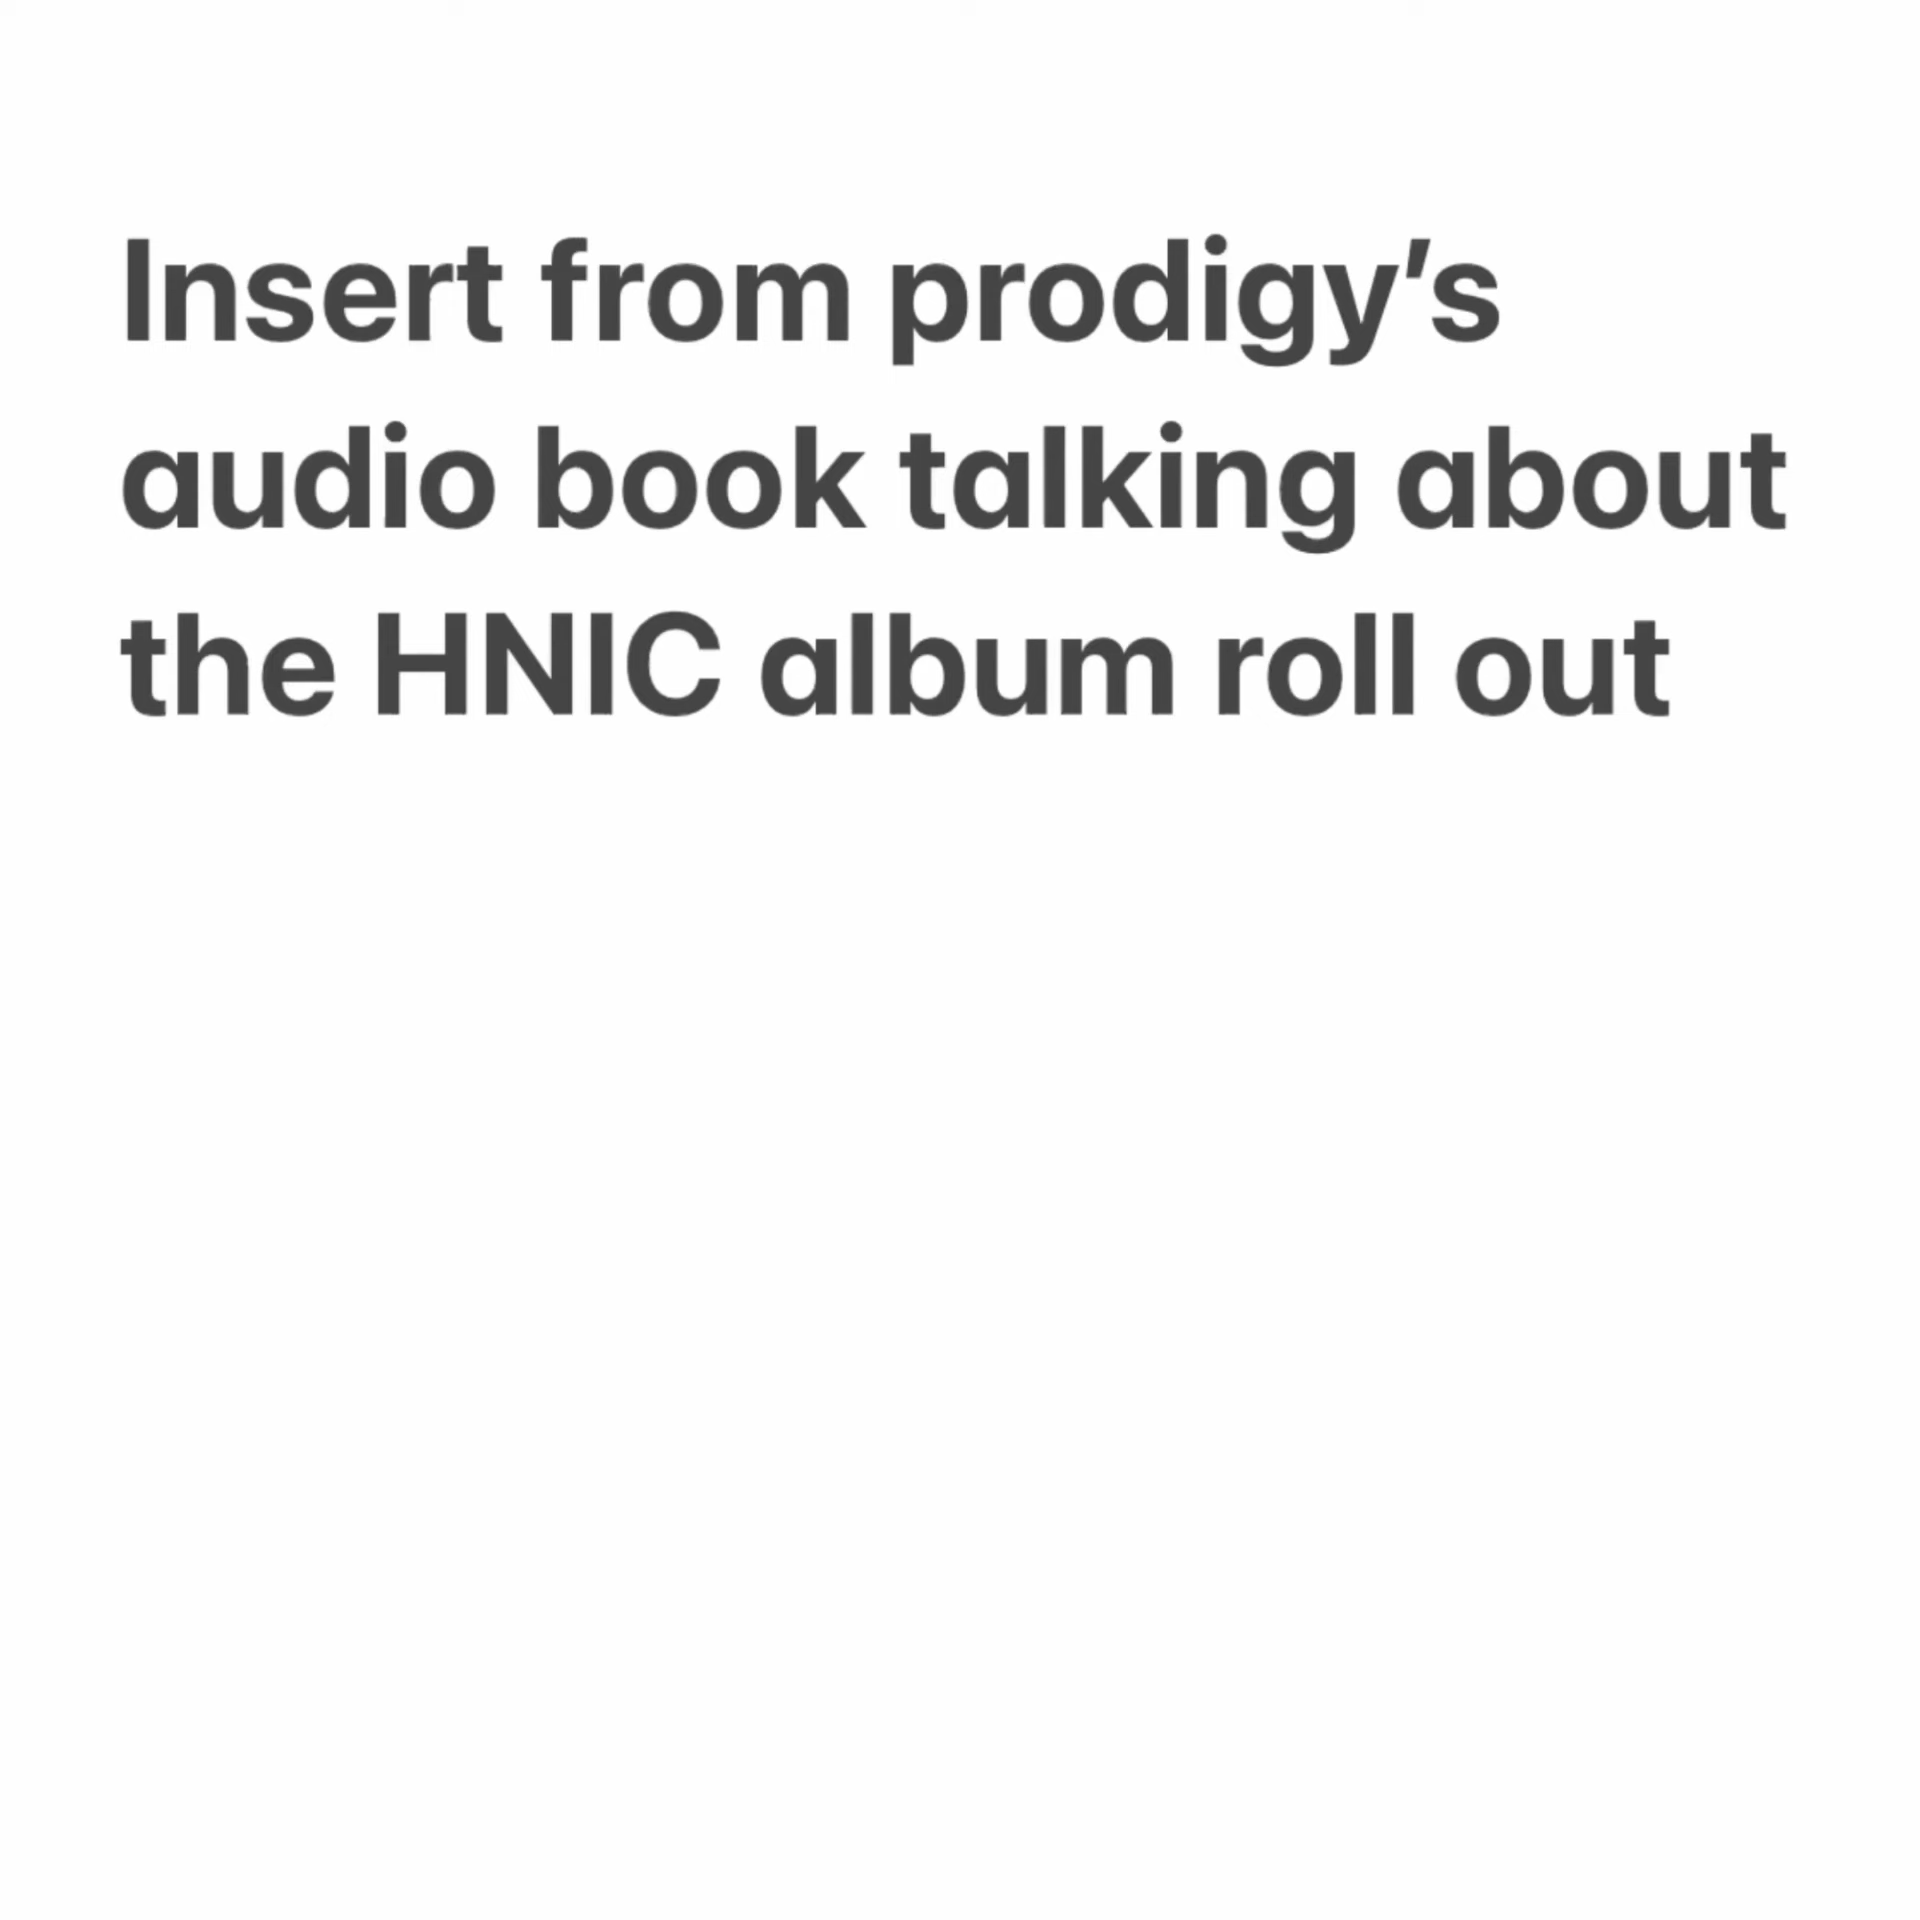 Insert from prodigy’s
audio book talking about
the HNIC album roll out